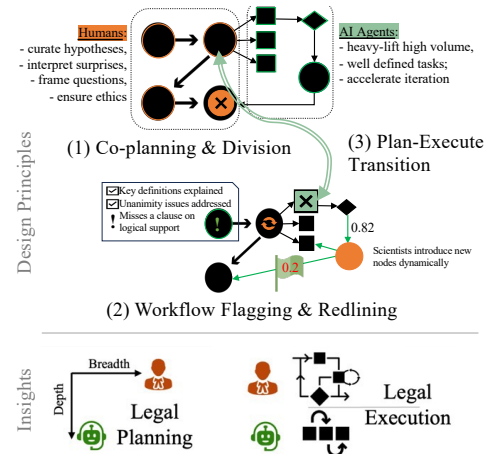 Humans:
- curate hypotheses,
- interpret surprises,
- frame questions,
- ensure ethics
AI Agents:
- heavy-lift high volume,
- well defined tasks;
- accelerate iteration
(1) Co-planning & Division
(3) Plan-Execute
Transition
Design Principles
Key definitions explained
Unanimity issues addressed
! Misses a clause on
logical support
!
0.82
0.2
Scientists introduce new
nodes dynamically
(2) Workflow Flagging & Redlining
Insights
Breadth
Depth
Legal
Planning
Legal
Execution